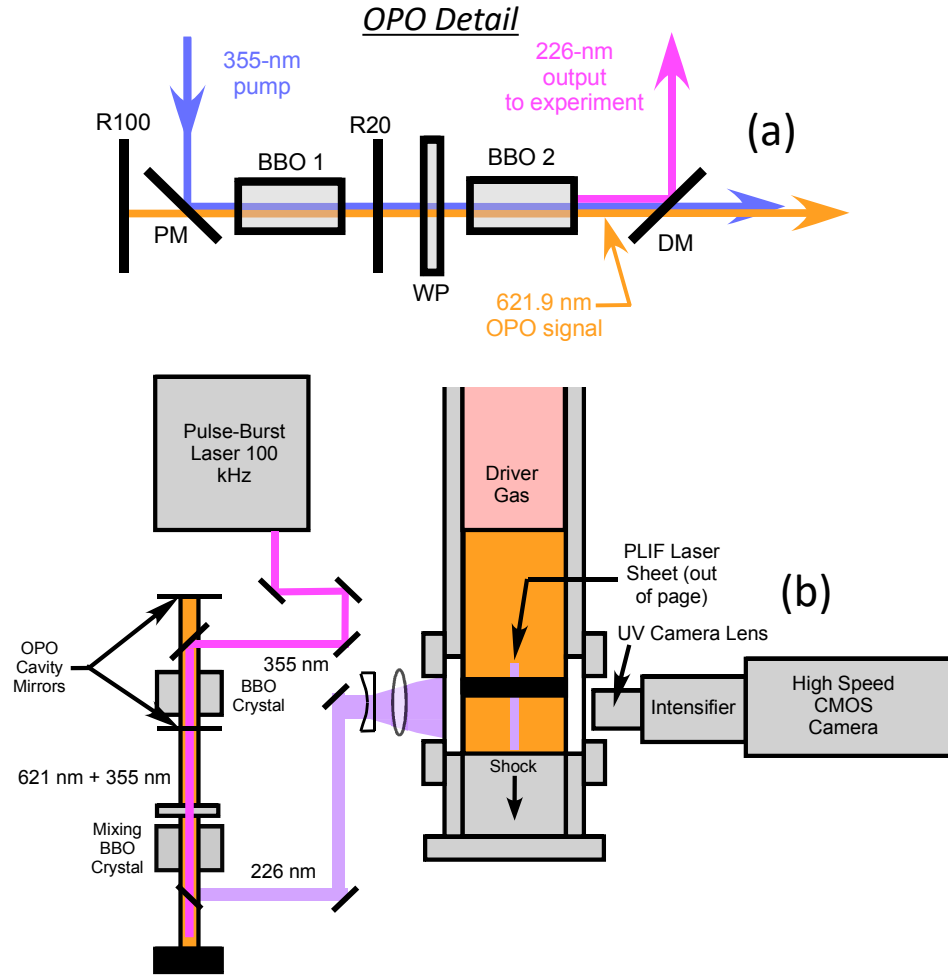 OPO Detail
355-nm
pump
226-nm
output
to experiment
(a)
R100
R20
BBO 1
BBO 2
PM
WP
DM
621.9 nm
OPO signal
Pulse-Burst
Laser 100
kHz
Driver
Gas
PLIF Laser
Sheet (out
of page)
(b)
UV Camera Lens
OPO
Cavity
Mirrors
355 nm
BBO
Crystal
Intensifier
High Speed
CMOS
Camera
621 nm + 355 nm
Shock
Mixing
BBO
Crystal
226 nm